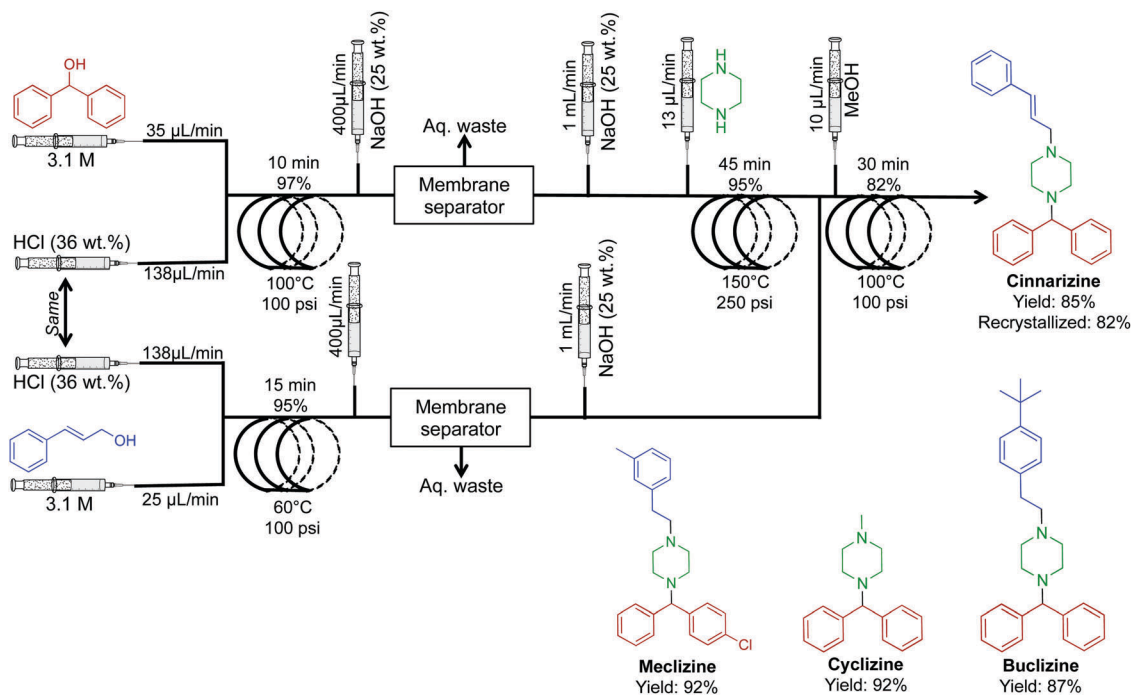 OH
35 µL/min
3.1 M
HCl (36 wt.%)
138µL/min
10 min
97%
100°C
100 psi
400µL/min
NaOH (25 wt.%)
Aq. waste
Membrane
separator
1 mL/min
NaOH (25 wt.%)
13 µL/min
H
N
N
H
45 min
95%
150°C
250 psi
10 µL/min
MeOH
30 min
82%
100°C
100 psi
Same
HCl (36 wt.%)
138µL/min
OH
3.1 M
25 µL/min
15 min
95%
60°C
100 psi
400µL/min
Membrane
separator
Aq. waste
1 mL/min
NaOH (25 wt.%)
N
N
Cinnarizine
Yield: 85%
Recrystallized: 82%
N
N
Cl
Meclizine
Yield: 92%
N
N
Cyclizine
Yield: 92%
N
N
Buclizine
Yield: 87%